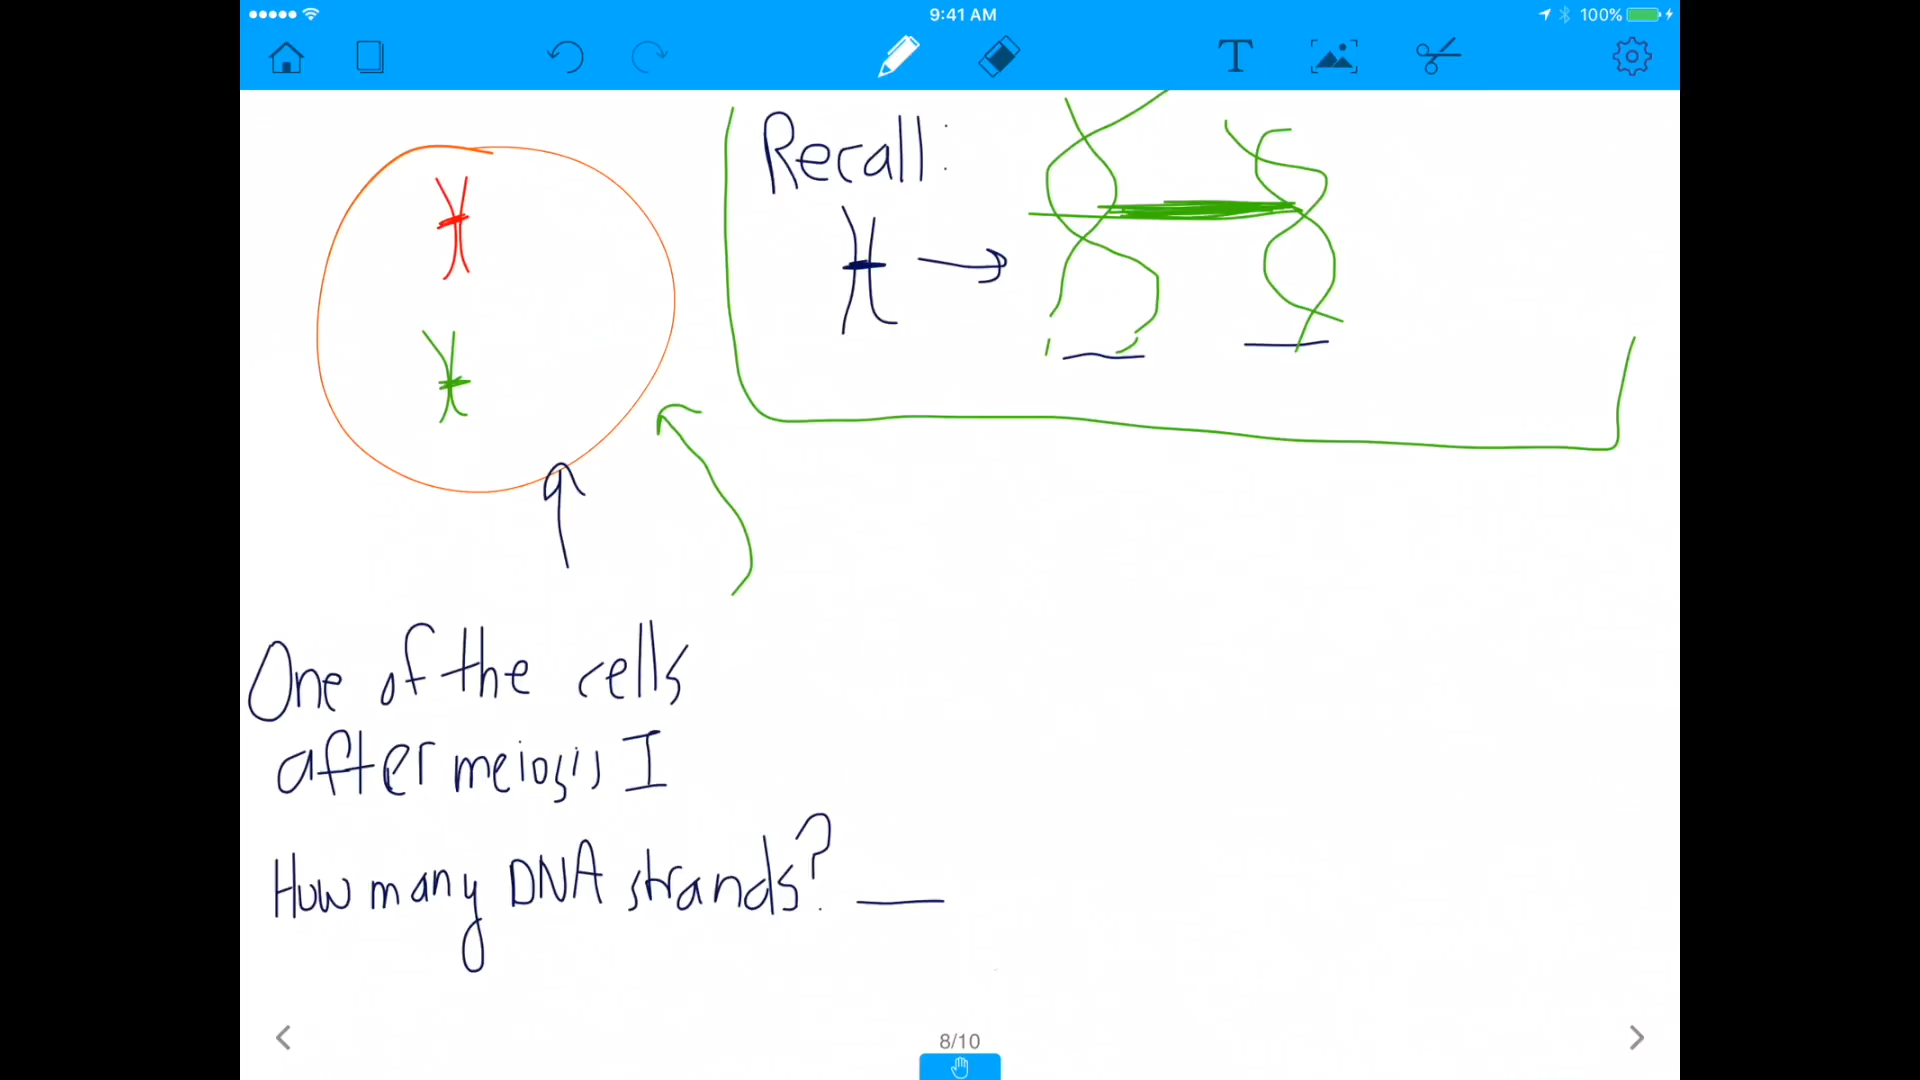 9:41 AM
100%
T
Recall:
One of the cells
after meiosis I
How many DNA strands? __
8/10